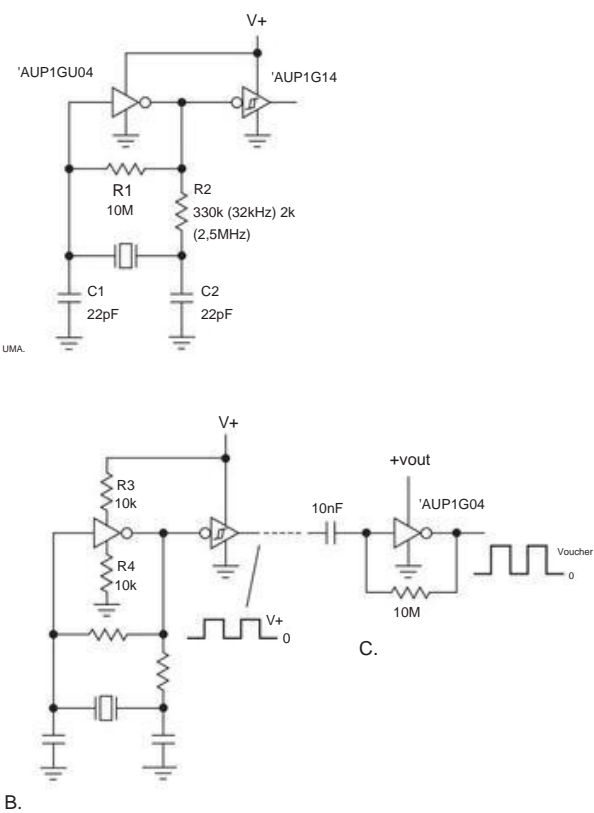 V+
'AUP1GU04
'AUP1G14
R1
10M
R2
330k (32kHz) 2k
(2,5MHz)
C1
22pF
C2
22pF
UMA.
V+
R3
10k
R4
10k
V+
0
+vout
10nF
'AUP1G04
10M
Voucher
0
C.
B.